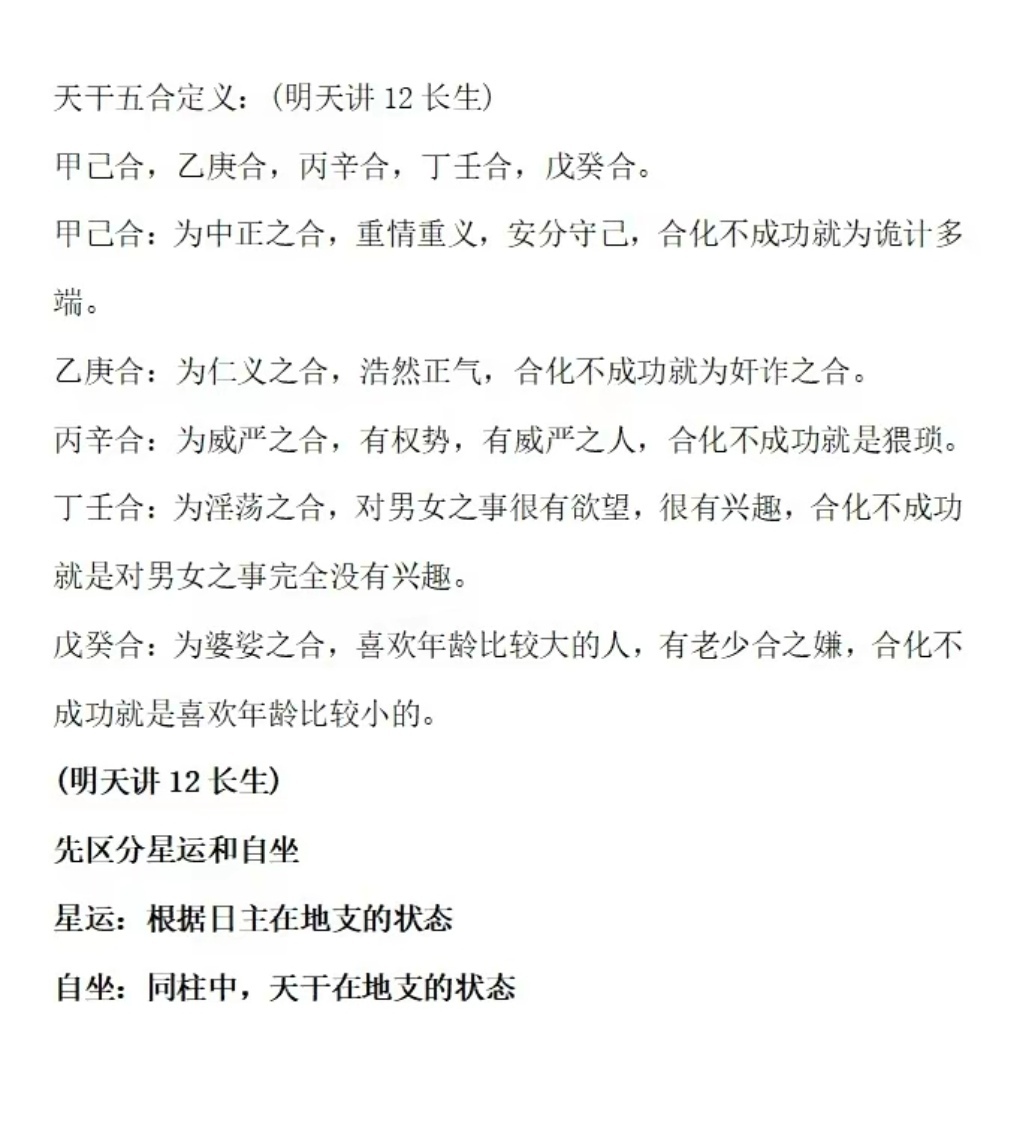 天干五合定义：(明天讲 12 长生)
甲己合，乙庚合，丙辛合，丁壬合，戊癸合。
甲己合：为中正之合，重情重义，安分守己，合化不成功就为诡计多
端。
乙庚合：为仁义之合，浩然正气，合化不成功就为奸诈之合。
丙辛合：为威严之合，有权势，有威严之人，合化不成功就是猥琐。
丁壬合：为淫荡之合，对男女之事很有欲望，很有兴趣，合化不成功
就是对男女之事完全没有兴趣。
戊癸合：为婆娑之合，喜欢年龄比较大的人，有老少合之嫌，合化不
成功就是喜欢年龄比较小的。
(明天讲 12 长生)
先区分星运和自坐
星运：根据日主在地支的状态
自坐：同柱中，天干在地支的状态